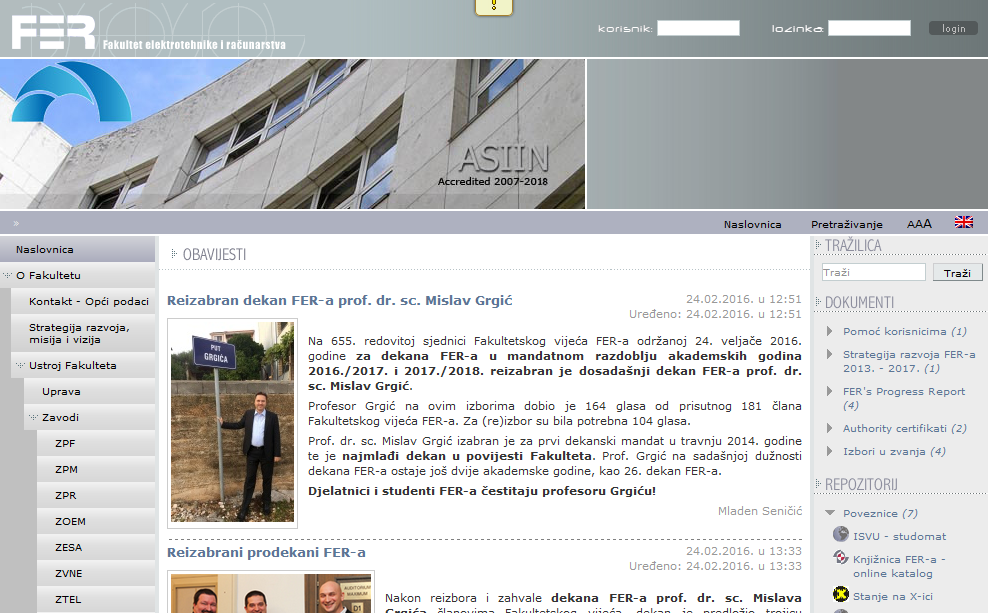 !
FER
Fakultet elektrotehnike i računarstva
korisnik:
lozinka:
login
ASIIN
Accredited 2007-2018
»
Naslovnica
Pretraživanje
AAA
Naslovnica
O Fakultetu
Kontakt - Opći podaci
Strategija razvoja,
misija i vizija
Ustroj Fakulteta
Uprava
Zavodi
ZPF
ZPM
ZPR
ZOEM
ZESA
ZVNE
ZTEL
OBAVIJESTI
Reizabran dekan FER-a prof. dr. sc. Mislav Grgić
24.02.2016. u 12:51
Uređeno: 24.02.2016. u 12:51
PUT
GRGIĆA
Na 655. redovitoj sjednici Fakultetskog vijeća FER-a održanoj 24. veljače 2016.
godine za dekana FER-a u mandatnom razdoblju akademskih godina
2016./2017. i 2017./2018. reizabran je dosadašnji dekan FER-a prof. dr.
sc. Mislav Grgić.
Profesor Grgić na ovim izborima dobio je 164 glasa od prisutnog 181 člana
Fakultetskog vijeća FER-a. Za (re)izbor su bila potrebna 104 glasa.
Prof. dr. sc. Mislav Grgić izabran je za prvi dekanski mandat u travnju 2014. godine
te je najmlađi dekan u povijesti Fakulteta. Prof. Grgić na sadašnjoj dužnosti
dekana FER-a ostaje još dvije akademske godine, kao 26. dekan FER-a.
Djelatnici i studenti FER-a čestitaju profesoru Grgiću!
Mladen Seničić
Reizabrani prodekani FER-a
24.02.2016. u 13:33
Uređeno: 24.02.2016. u 13:33
AUDITORIUM
MAXIMUM
D1
Nakon reizbora i zahvale dekana FER-a prof. dr. sc. Mislava
Grgića članovima Fakultetskog vijeća, dekan je predložio trojicu
TRAŽILICA
Traži
Traži
DOKUMENTI
Pomoć korisnicima (1)
Strategija razvoja FER-a
2013. - 2017. (1)
FER's Progress Report
(4)
Authority certifikati (2)
Izbori u zvanja (4)
REPOZITORIJ
Poveznice (7)
ISVU - studomat
Knjižnica FER-a -
online katalog
Stanje na X-ici